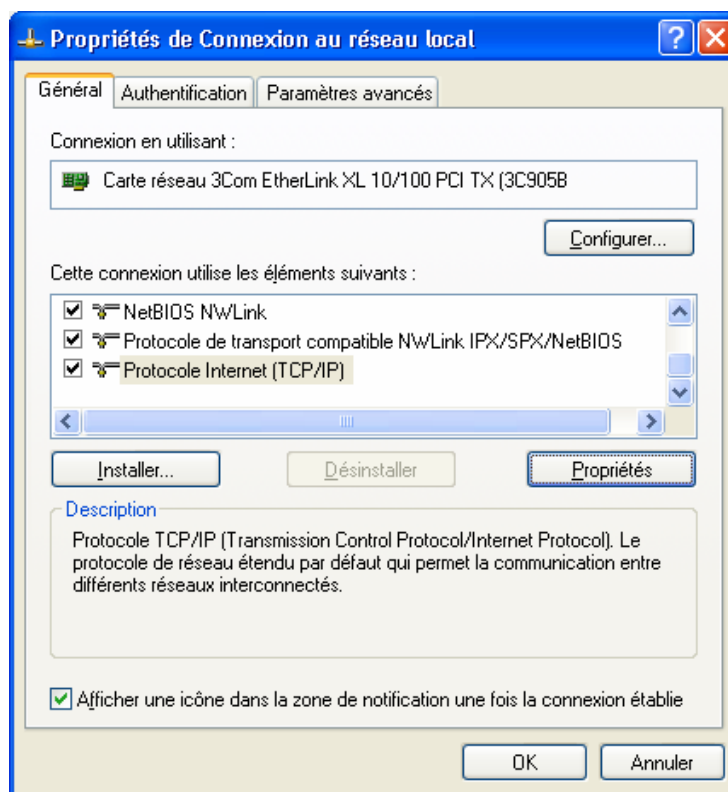 Propriétés de Connexion au réseau local
Général Authentification Paramètres avancés
Connexion en utilisant :
Carte réseau 3Com EtherLink XL 10/100 PCI TX (3C905B
Configurer...
Cette connexion utilise les éléments suivants :
NetBIOS NWLink
Protocole de transport compatible NWLink IPX/SPX/NetBIOS
Protocole Internet (TCP/IP)
Installer... Désinstaller Propriétés
Description
Protocole TCP/IP (Transmission Control Protocol/Internet Protocol). Le
protocole de réseau étendu par défaut qui permet la communication entre
différents réseaux interconnectés.
Afficher une icône dans la zone de notification une fois la connexion établie
OK Annuler